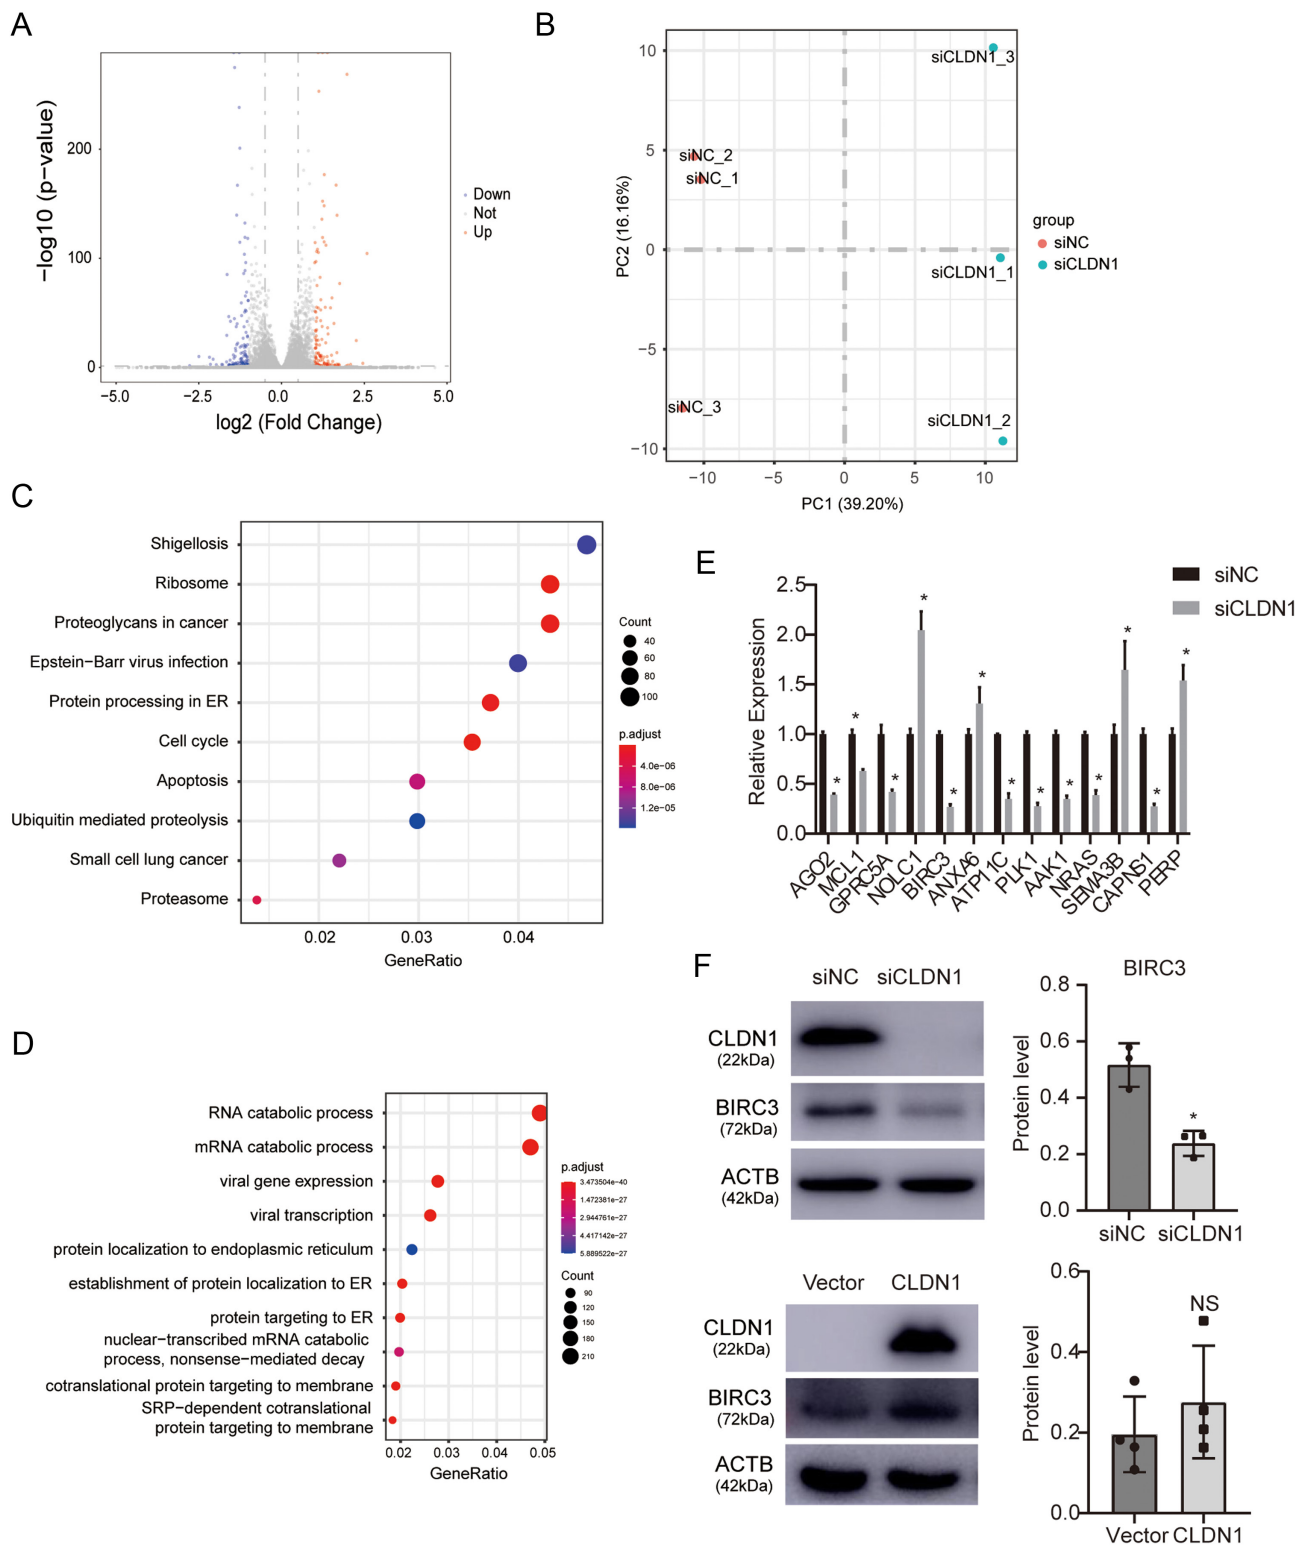 A
−log10 (p−value)
200
100
0
−5.0 −2.5 0.0 2.5 5.0
log2 (Fold Change)
Down
Not
Up
B
PC2 (16.16%)
10
5
0
−5
−10
siCLDN1_3
siNC_2
siNC_1
siCLDN1_1
siNC_3
siCLDN1_2
−10 −5 0 5 10
PC1 (39.20%)
group
siNC
siCLDN1
C
Shigellosis
Ribosome
Proteoglycans in cancer
Epstein−Barr virus infection
Protein processing in ER
Cell cycle
Apoptosis
Ubiquitin mediated proteolysis
Small cell lung cancer
Proteasome
0.02 0.03 0.04
GeneRatio
Count
40
60
80
100
p.adjust
4.0e−06
8.0e−06
1.2e−05
D
RNA catabolic process
mRNA catabolic process
viral gene expression
viral transcription
protein localization to endoplasmic reticulum
establishment of protein localization to ER
protein targeting to ER
nuclear−transcribed mRNA catabolic
process, nonsense−mediated decay
cotranslational protein targeting to membrane
SRP−dependent cotranslational
protein targeting to membrane
0.02 0.03 0.04 0.05
GeneRatio
p.adjust
3.473504e−40
1.472381e−27
2.944761e−27
4.417142e−27
5.889522e−27
Count
90
120
150
180
210
E
Relative Expression
2.5
2.0
1.5
1.0
0.5
0.0
* * * * * * * * * * * * *
AGO2 MCL1 GPRC5A NOLC1 BIRC3 ANXA6 ATP11C PLK1 AAK1 NRAS SEMA3B CAPNS1 PERP
siNC
siCLDN1
F
siNC siCLDN1
CLDN1
(22kDa)
BIRC3
(72kDa)
ACTB
(42kDa)
BIRC3
Protein level
0.8
0.6
0.4
0.2
0.0
*
siNC siCLDN1
Vector CLDN1
CLDN1
(22kDa)
BIRC3
(72kDa)
ACTB
(42kDa)
Protein level
0.6
0.4
0.2
0.0
NS
Vector CLDN1